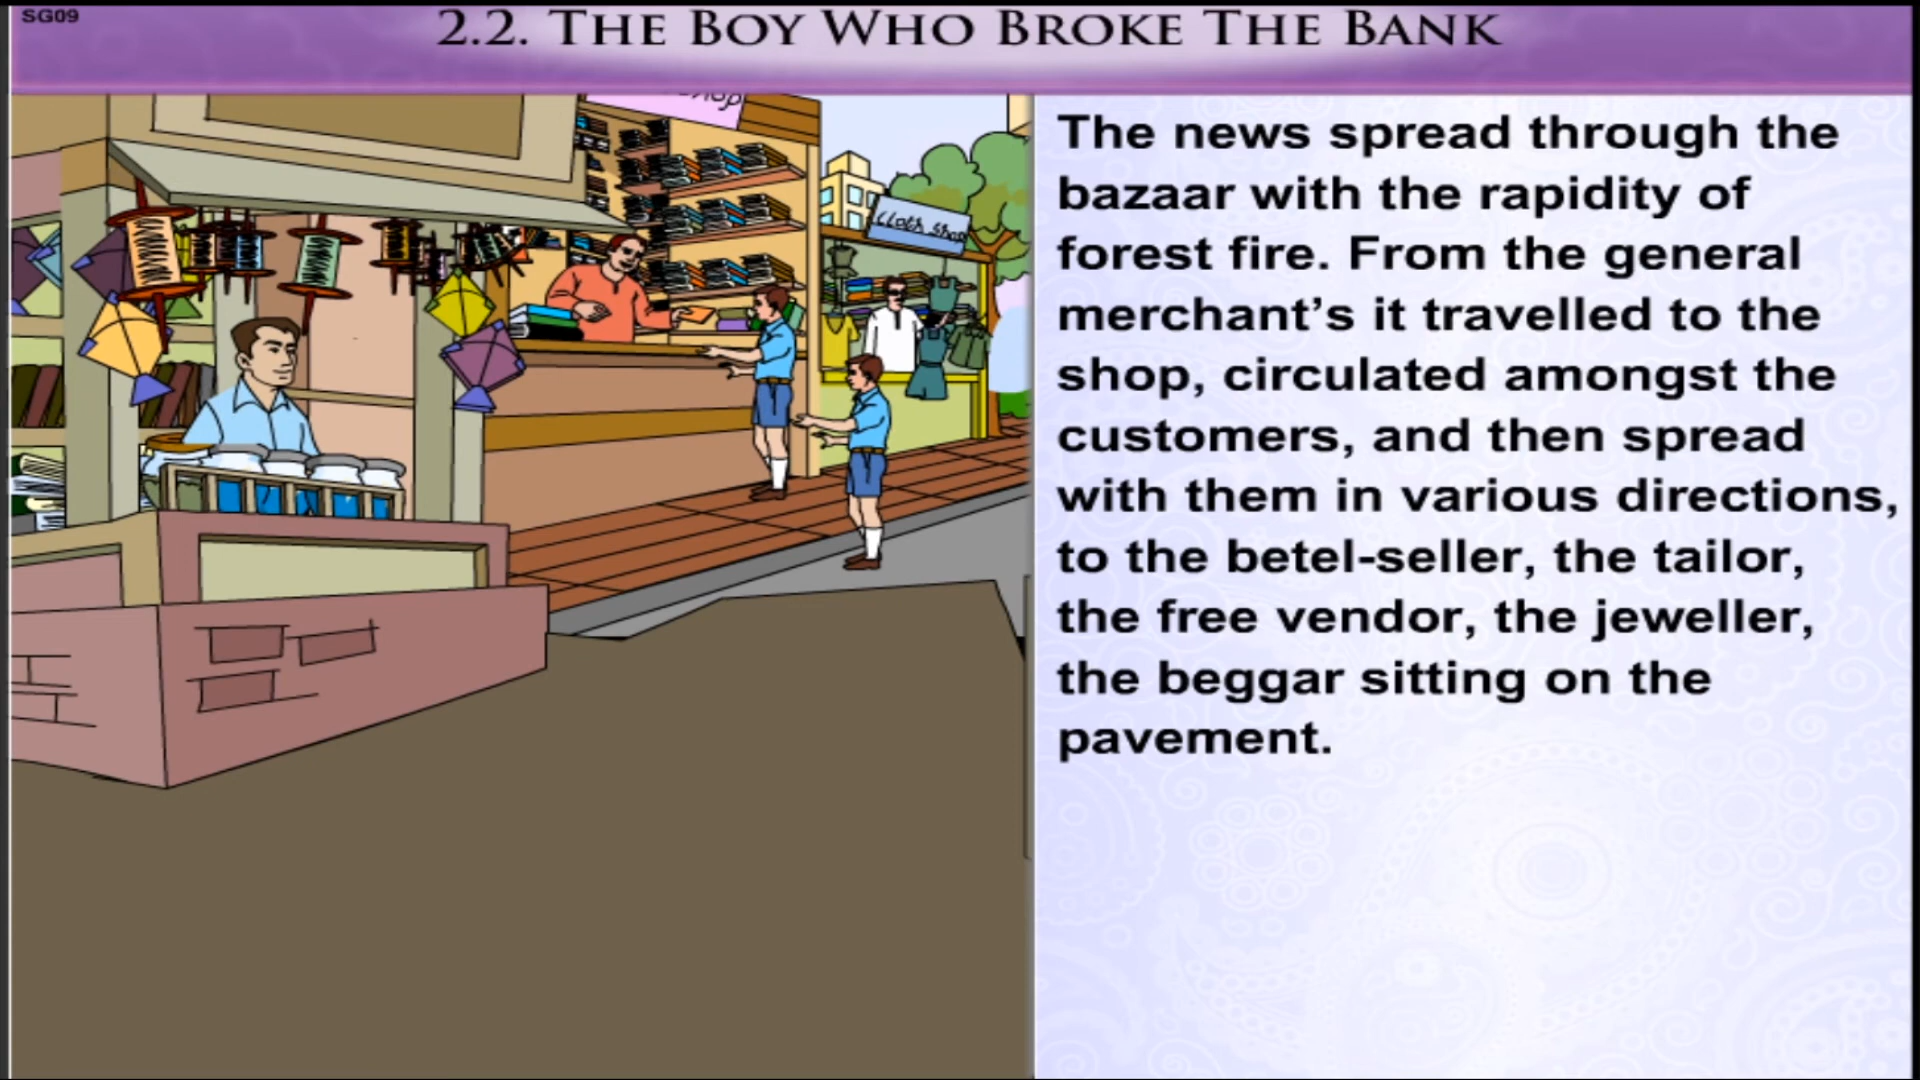 SG09
2.2. THE BOY WHO BROKE THE BANK
The news spread through the
bazaar with the rapidity of
forest fire. From the general
merchant’s it travelled to the
shop, circulated amongst the
customers, and then spread
with them in various directions,
to the betel-seller, the tailor,
the free vendor, the jeweller,
the beggar sitting on the
pavement.
Cloth Shop